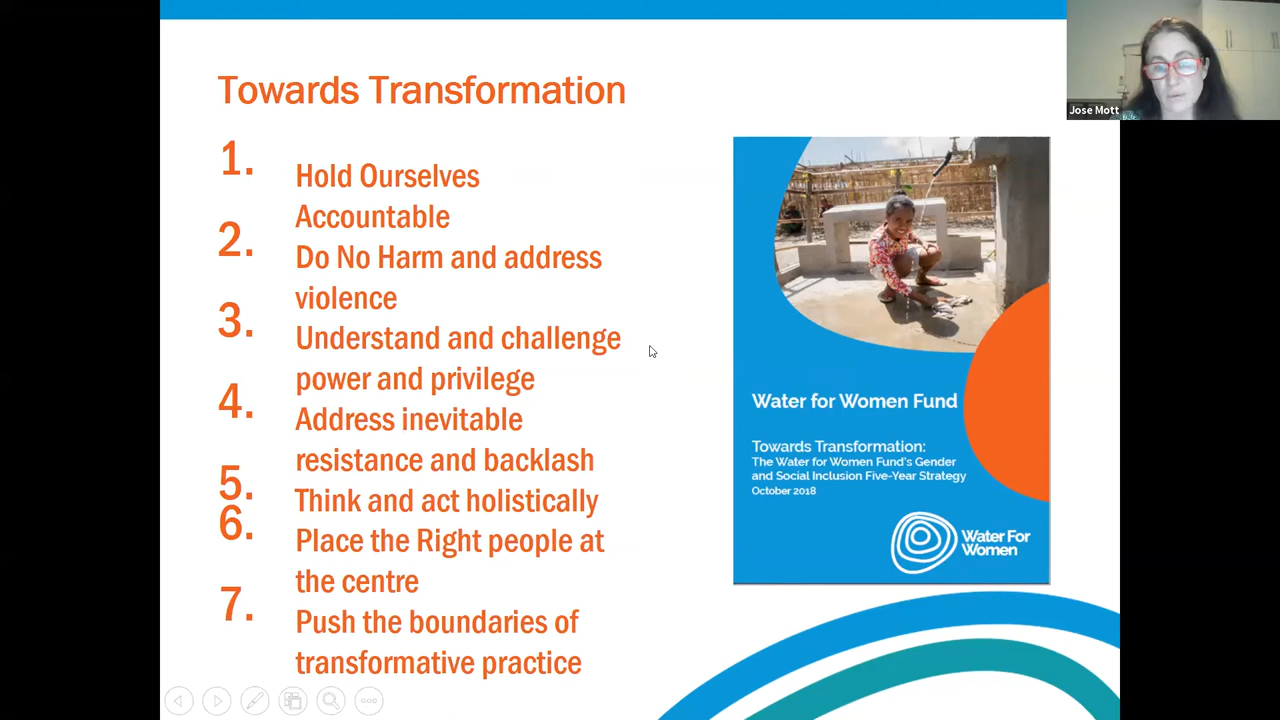 Towards Transformation
1. Hold Ourselves
Accountable
2. Do No Harm and address
violence
3. Understand and challenge
power and privilege
4. Address inevitable
resistance and backlash
5. Think and act holistically
6. Place the Right people at
the centre
7. Push the boundaries of
transformative practice
Water for Women Fund
Towards Transformation:
The Water for Women Fund's Gender
and Social Inclusion Five-Year Strategy
October 2018
Water For
Women
Jose Mott